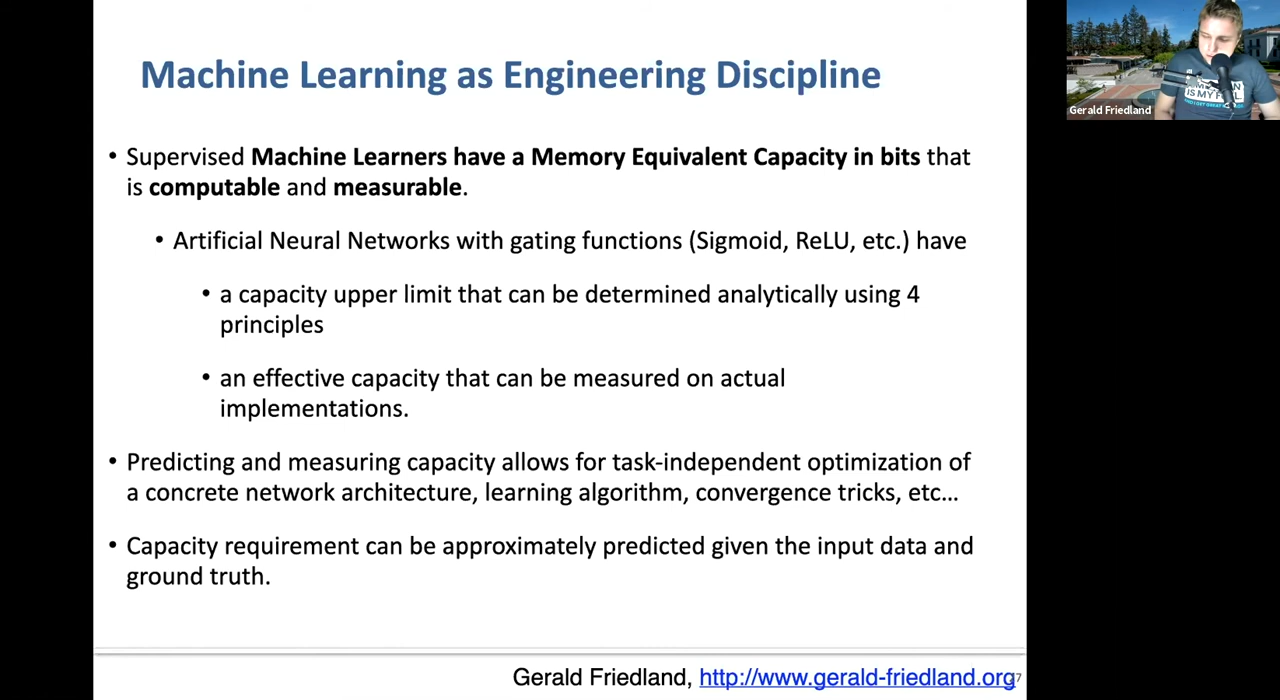 Machine Learning as Engineering Discipline
• Supervised Machine Learners have a Memory Equivalent Capacity in bits that
is computable and measurable.
• Artificial Neural Networks with gating functions (Sigmoid, ReLU, etc.) have
• a capacity upper limit that can be determined analytically using 4
principles
• an effective capacity that can be measured on actual
implementations.
• Predicting and measuring capacity allows for task-independent optimization of
a concrete network architecture, learning algorithm, convergence tricks, etc...
• Capacity requirement can be approximately predicted given the input data and
ground truth.
Gerald Friedland, http://www.gerald-friedland.org
Gerald Friedland
IS MY